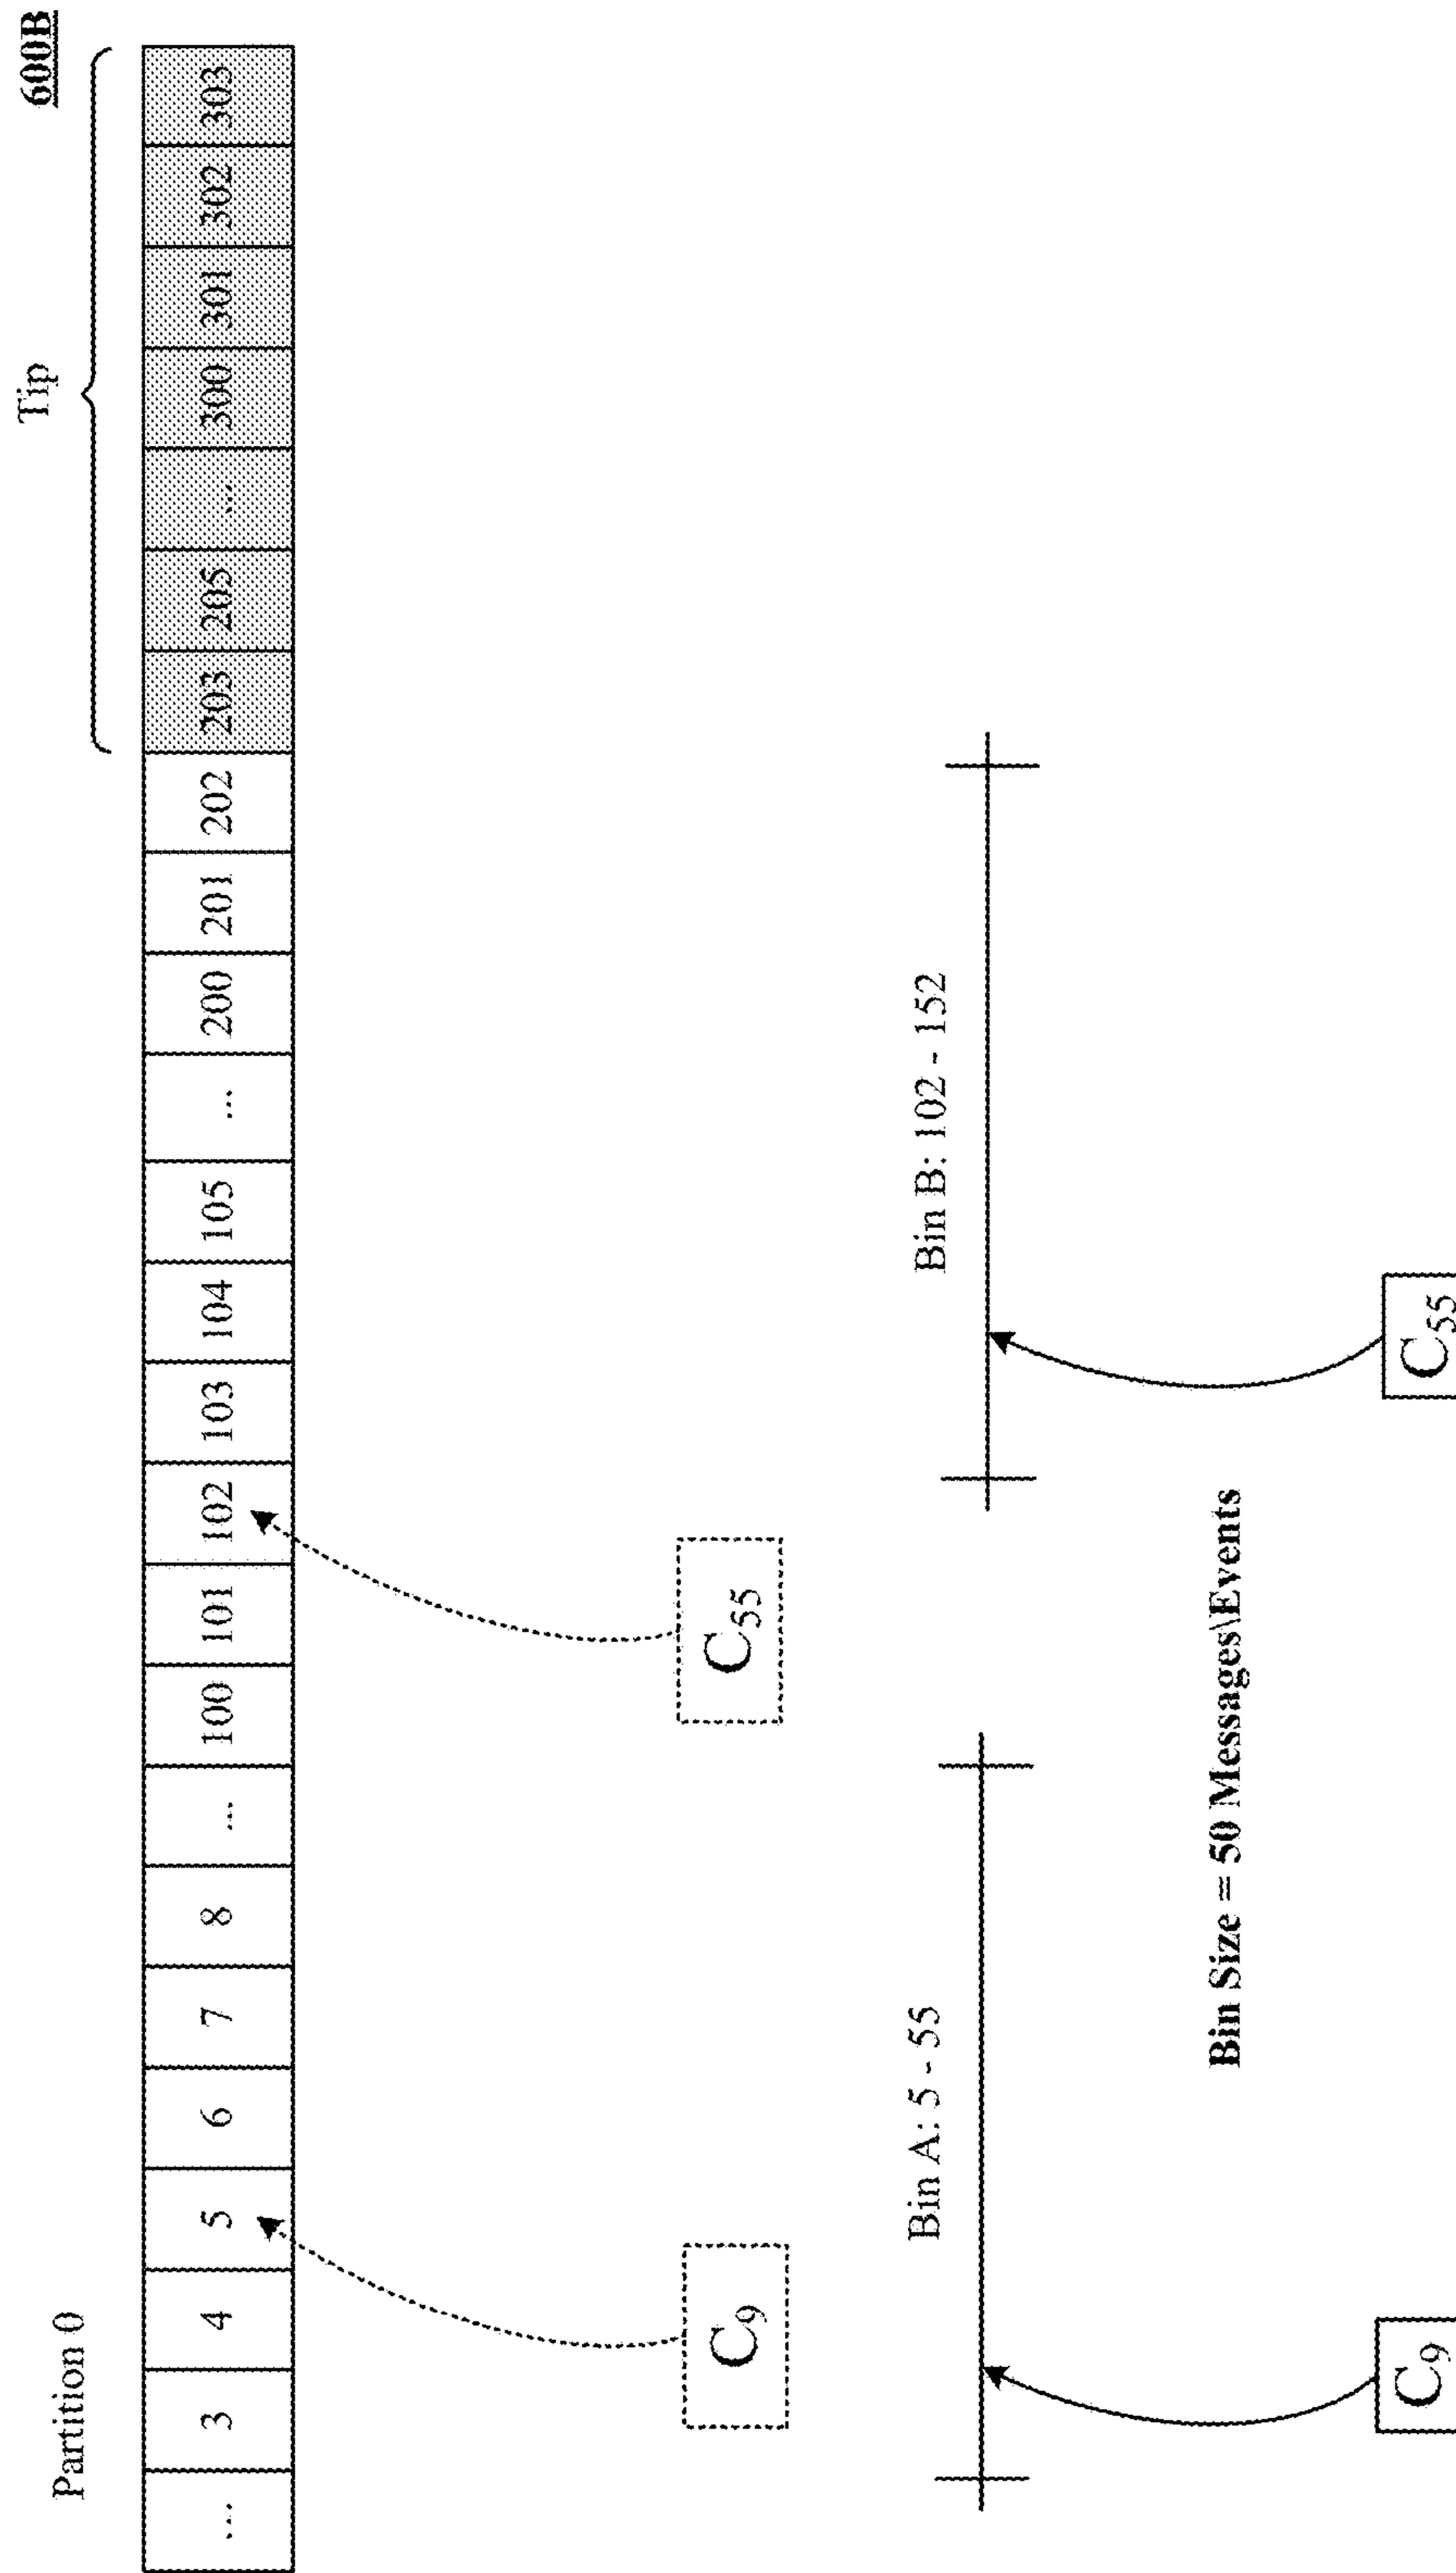 600B
Partition 0
Tip
... 3 4 5 6 7 8 ... 100 101 102 103 104 105 ... 200 201 202 203 205 ... 300 301 302 303
C9
C55
Bin A: 5 - 55
Bin B: 102 - 152
Bin Size = 50 Messages\Events
C9
C55